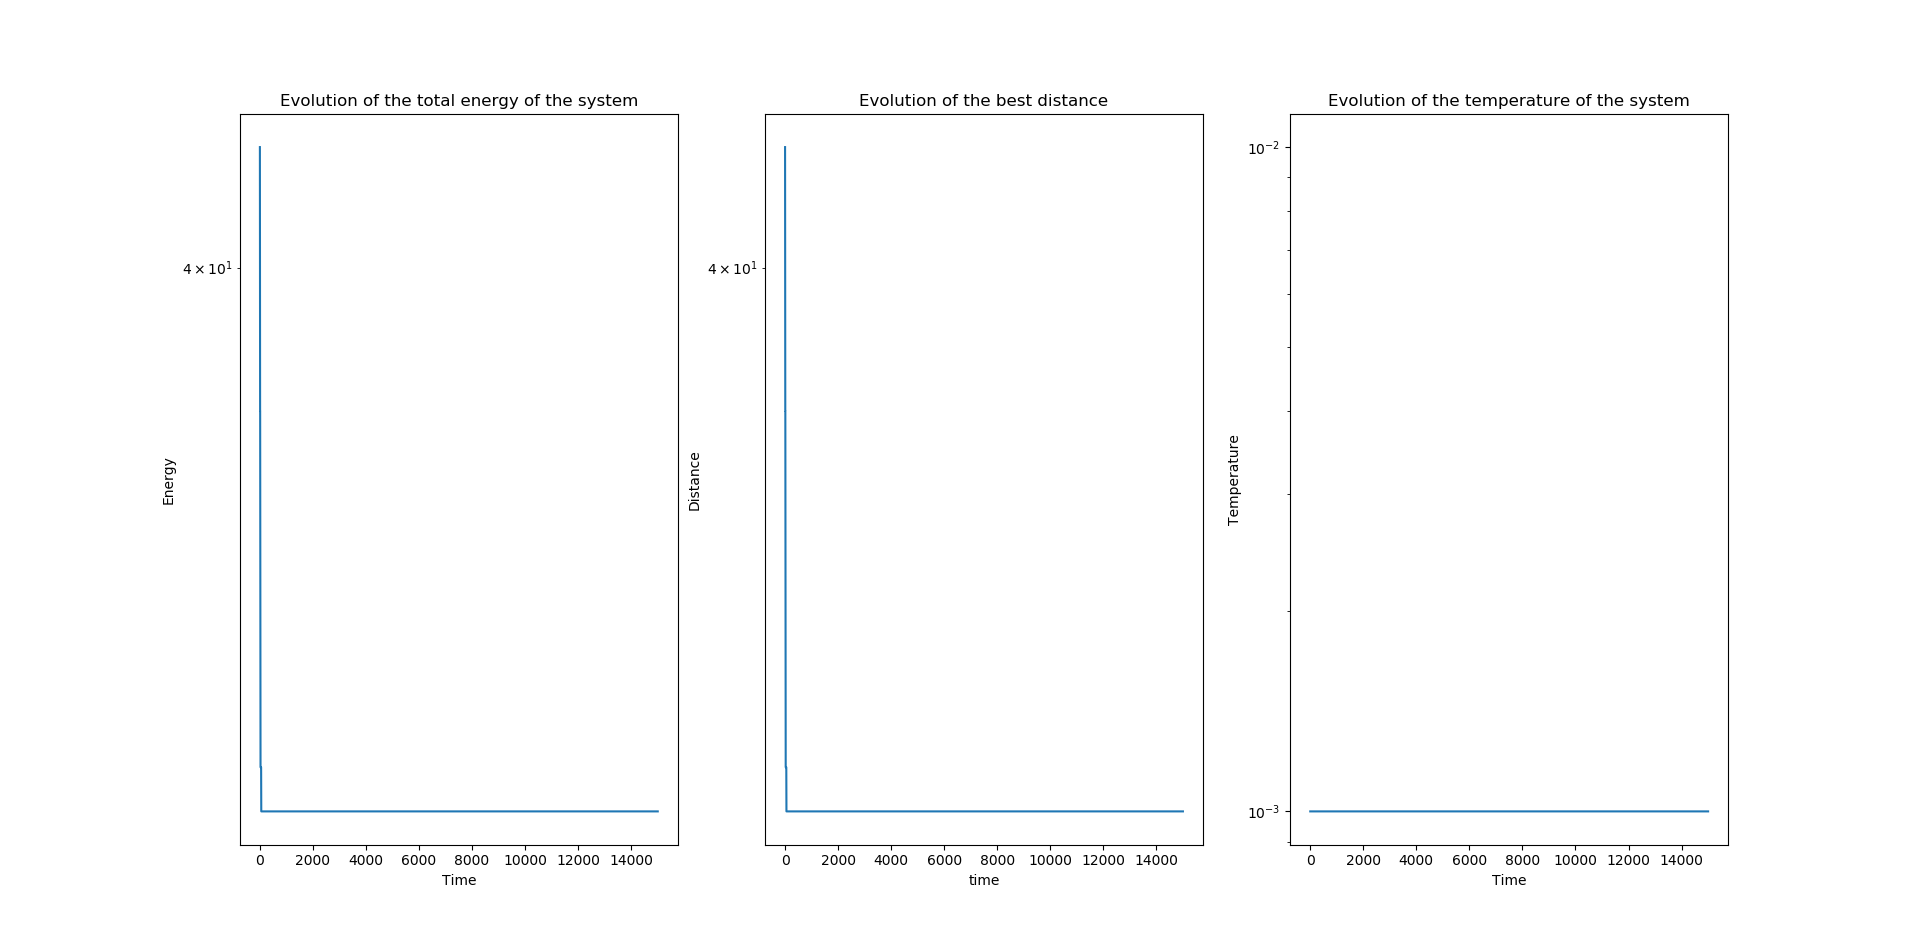 Evolution of the total energy of the system
4 × 10¹
Energy
0 2000 4000 6000 8000 10000 12000 14000
Time
Evolution of the best distance
4 × 10¹
Distance
0 2000 4000 6000 8000 10000 12000 14000
time
Evolution of the temperature of the system
10⁻²
Temperature
10⁻³
0 2000 4000 6000 8000 10000 12000 14000
Time